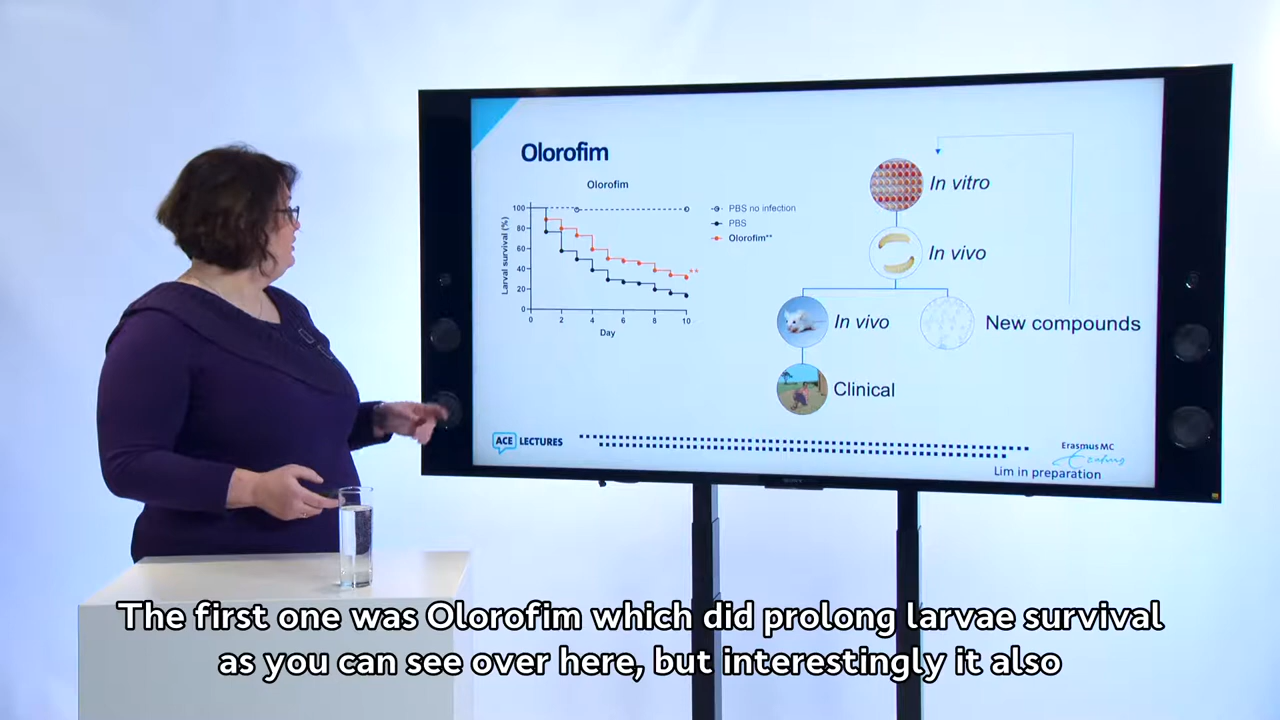 Olorofim
Olorofim
100
80
60
40
20
0
Larval survival (%)
0 2 4 6 8 10
Day
PBS no infection
PBS
Olorofim**
**
In vitro
In vivo
In vivo
New compounds
Clinical
ACE LECTURES
Erasmus MC
Erasmus
Lim in preparation
The first one was Olorofim which did prolong larvae survival
as you can see over here, but interestingly it also